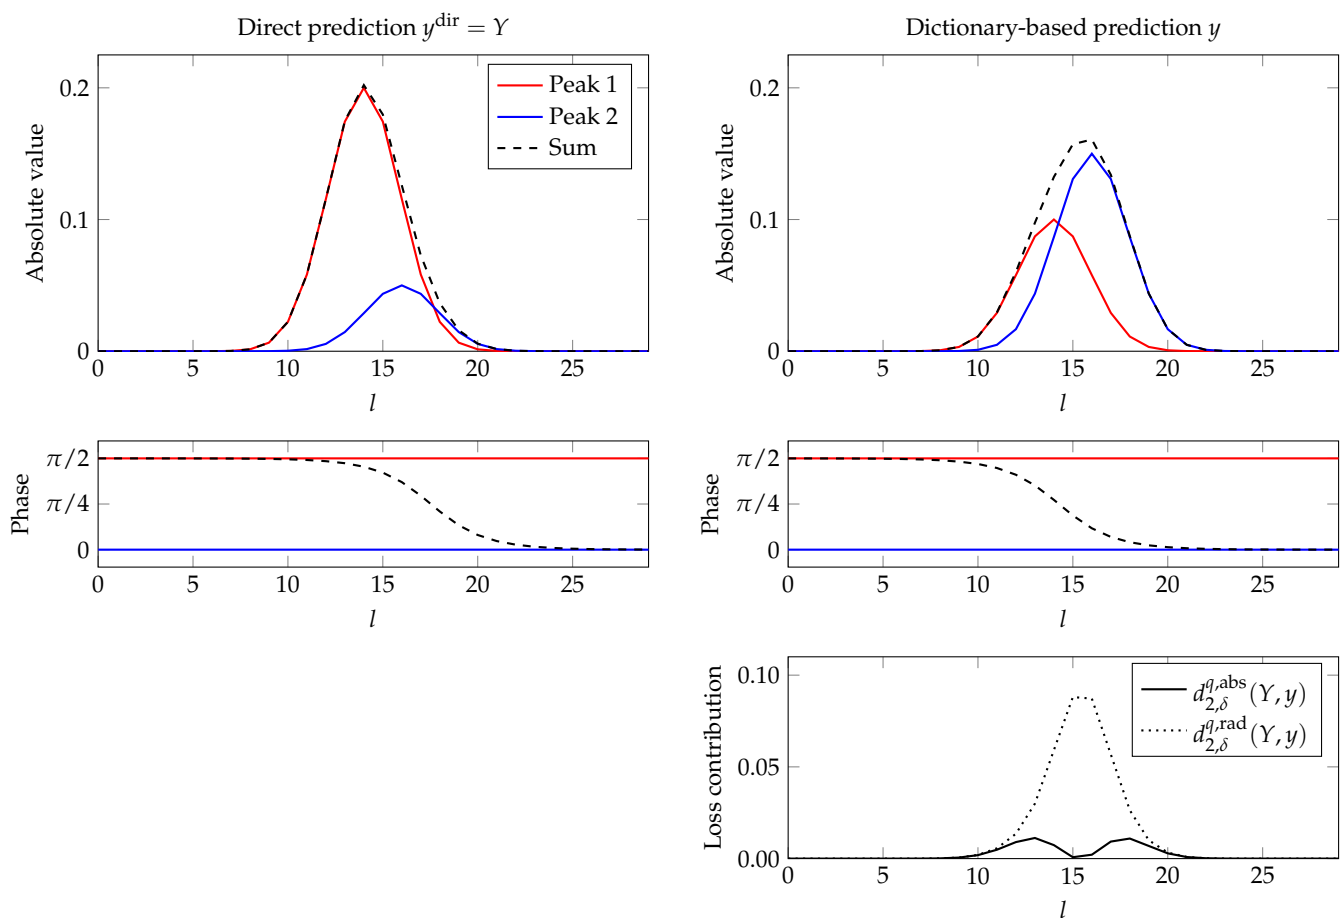 Direct prediction y^dir = Y
Absolute value
0.2
0.1
0
Peak 1
Peak 2
Sum
0 5 10 15 20 25
l
Dictionary-based prediction y
Absolute value
0.2
0.1
0
0 5 10 15 20 25
l
Phase
π/2
π/4
0
0 5 10 15 20 25
l
Phase
π/2
π/4
0
0 5 10 15 20 25
l
Loss contribution
0.10
0.05
0.00
d_{2,δ}^{q,abs}(Y, y)
d_{2,δ}^{q,rad}(Y, y)
0 5 10 15 20 25
l